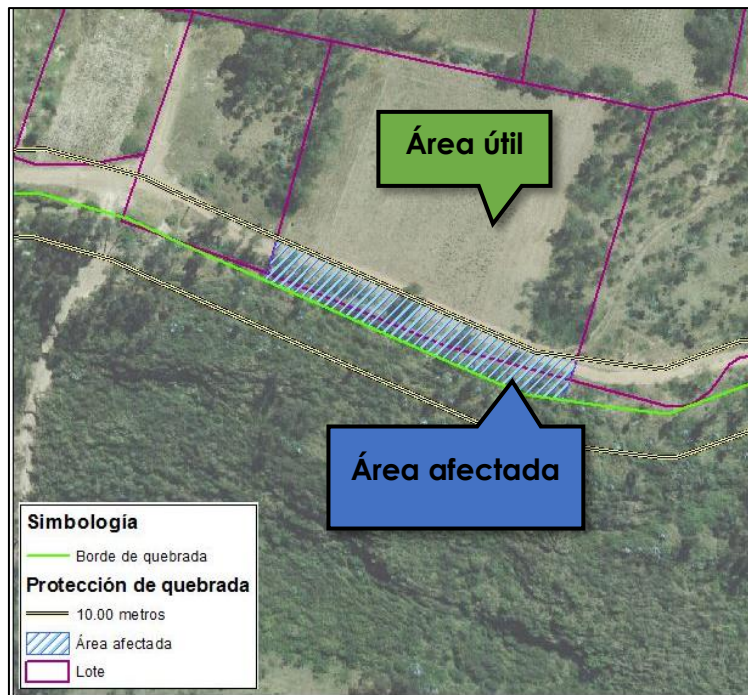 Área útil
Área afectada
Simbología
Borde de quebrada
Protección de quebrada
10.00 metros
Área afectada
Lote